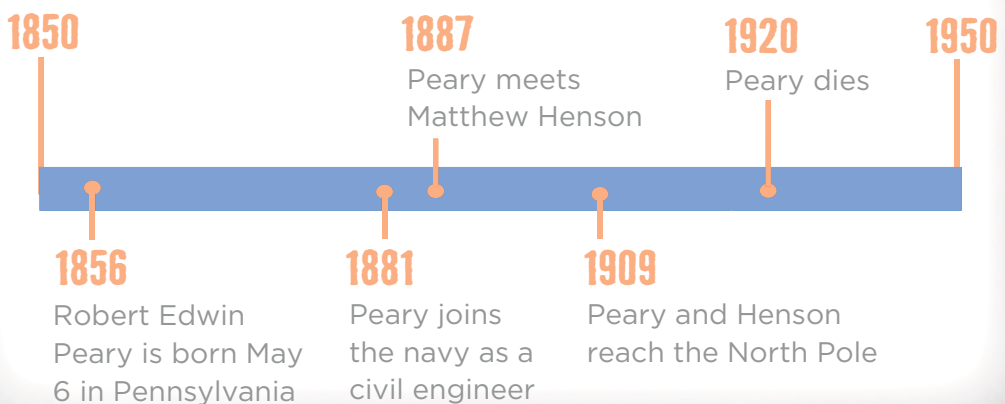 1850
1887
Peary meets
Matthew Henson
1920
Peary dies
1950
1856
Robert Edwin
Peary is born May
6 in Pennsylvania
1881
Peary joins
the navy as a
civil engineer
1909
Peary and Henson
reach the North Pole